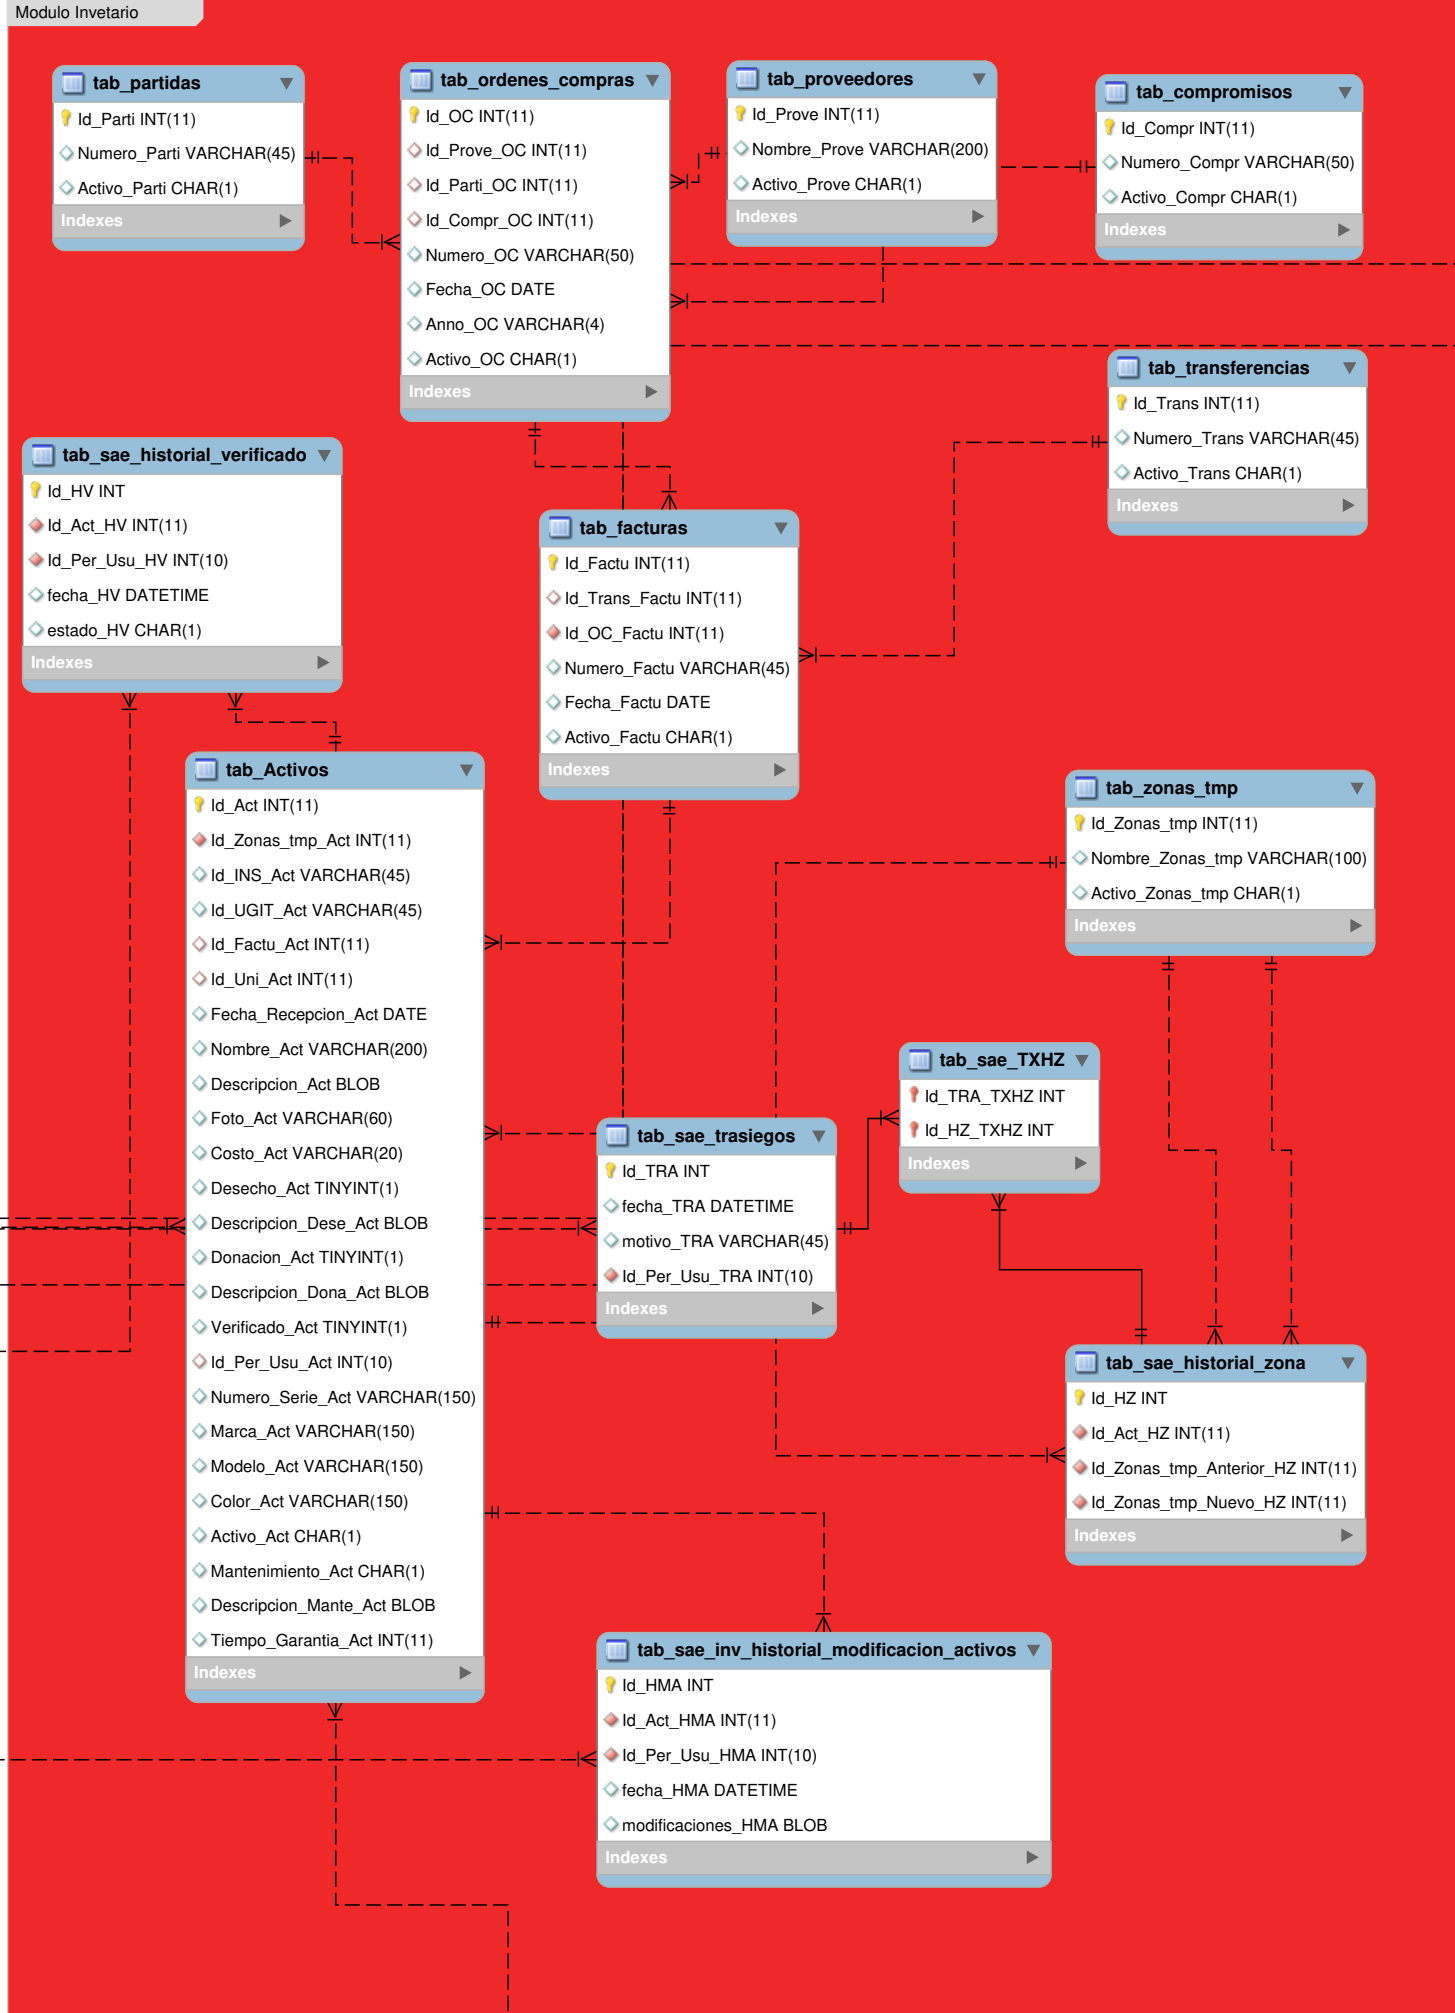 Modulo Invetario
tab_partidas
Id_Parti INT(11)
Numero_Parti VARCHAR(45)
Activo_Parti CHAR(1)
Indexes
tab_ordenes_compras
Id_OC INT(11)
Id_Prove_OC INT(11)
Id_Parti_OC INT(11)
Id_Compr_OC INT(11)
Numero_OC VARCHAR(50)
Fecha_OC DATE
Anno_OC VARCHAR(4)
Activo_OC CHAR(1)
Indexes
tab_proveedores
Id_Prove INT(11)
Nombre_Prove VARCHAR(200)
Activo_Prove CHAR(1)
Indexes
tab_compromisos
Id_Compr INT(11)
Numero_Compr VARCHAR(50)
Activo_Compr CHAR(1)
Indexes
tab_transferencias
Id_Trans INT(11)
Numero_Trans VARCHAR(45)
Activo_Trans CHAR(1)
Indexes
tab_sae_historial_verificado
Id_HV INT
Id_Act_HV INT(11)
Id_Per_Usu_HV INT(10)
fecha_HV DATETIME
estado_HV CHAR(1)
Indexes
tab_facturas
Id_Factu INT(11)
Id_Trans_Factu INT(11)
Id_OC_Factu INT(11)
Numero_Factu VARCHAR(45)
Fecha_Factu DATE
Activo_Factu CHAR(1)
Indexes
tab_Activos
Id_Act INT(11)
Id_Zonas_tmp_Act INT(11)
Id_INS_Act VARCHAR(45)
Id_UGIT_Act VARCHAR(45)
Id_Factu_Act INT(11)
Id_Uni_Act INT(11)
Fecha_Recepcion_Act DATE
Nombre_Act VARCHAR(200)
Descripcion_Act BLOB
Foto_Act VARCHAR(60)
Costo_Act VARCHAR(20)
Desecho_Act TINYINT(1)
Descripcion_Dese_Act BLOB
Donacion_Act TINYINT(1)
Descripcion_Dona_Act BLOB
Verificado_Act TINYINT(1)
Id_Per_Usu_Act INT(10)
Numero_Serie_Act VARCHAR(150)
Marca_Act VARCHAR(150)
Modelo_Act VARCHAR(150)
Color_Act VARCHAR(150)
Activo_Act CHAR(1)
Mantenimiento_Act CHAR(1)
Descripcion_Mante_Act BLOB
Tiempo_Garantia_Act INT(11)
Indexes
tab_zonas_tmp
Id_Zonas_tmp INT(11)
Nombre_Zonas_tmp VARCHAR(100)
Activo_Zonas_tmp CHAR(1)
Indexes
tab_sae_TXHZ
Id_TRA_TXHZ INT
Id_HZ_TXHZ INT
Indexes
tab_sae_trasiegos
Id_TRA INT
fecha_TRA DATETIME
motivo_TRA VARCHAR(45)
Id_Per_Usu_TRA INT(10)
Indexes
tab_sae_historial_zona
Id_HZ INT
Id_Act_HZ INT(11)
Id_Zonas_tmp_Anterior_HZ INT(11)
Id_Zonas_tmp_Nuevo_HZ INT(11)
Indexes
tab_sae_inv_historial_modificacion_activos
Id_HMA INT
Id_Act_HMA INT(11)
Id_Per_Usu_HMA INT(10)
fecha_HMA DATETIME
modificaciones_HMA BLOB
Indexes